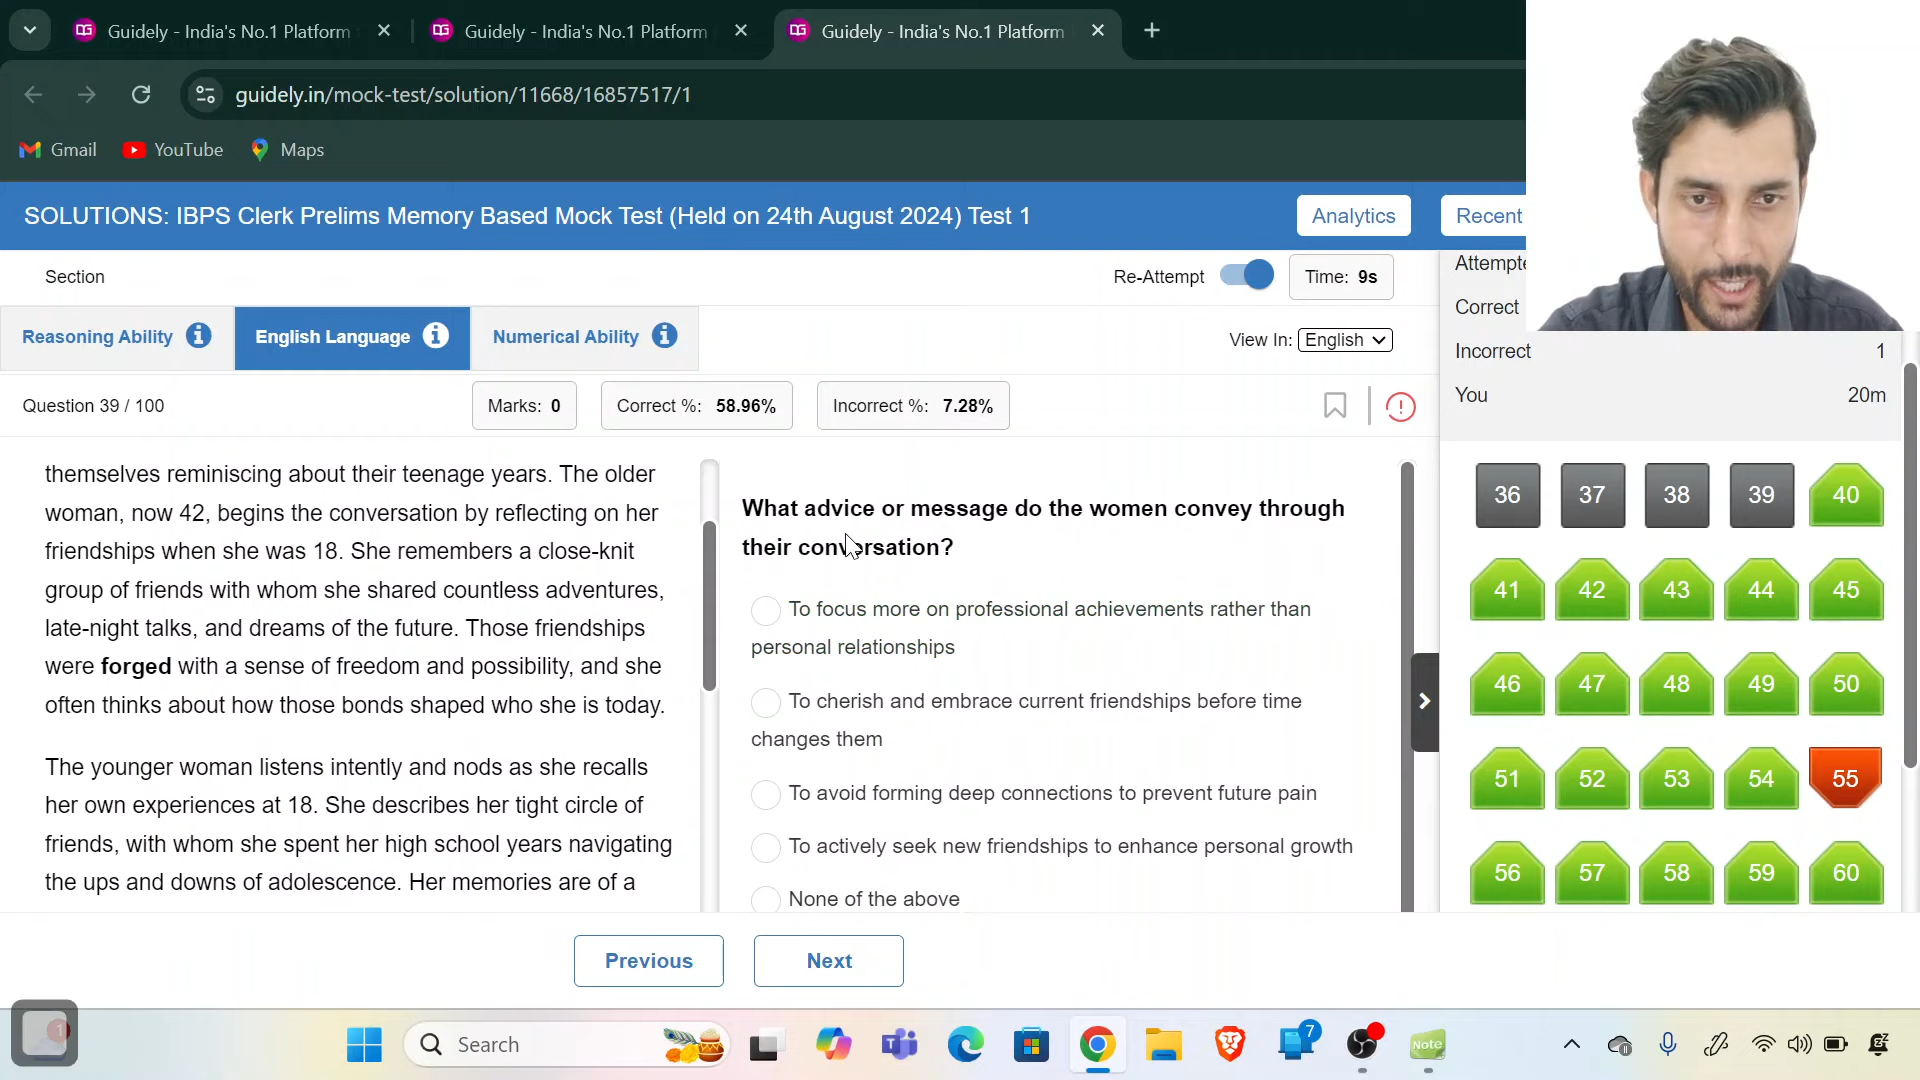 Guidely - India's No.1 Platform
Guidely - India's No.1 Platform
Guidely - India's No.1 Platform
guidely.in/mock-test/solution/11668/16857517/1
Gmail
YouTube
Maps
SOLUTIONS: IBPS Clerk Prelims Memory Based Mock Test (Held on 24th August 2024) Test 1
Analytics
Recent
Section
Re-Attempt
Time: 9s
Reasoning Ability
English Language
Numerical Ability
View In: English
Question 39 / 100
Marks: 0
Correct %: 58.96%
Incorrect %: 7.28%
Attempte
Correct
Incorrect 1
You 20m
themselves reminiscing about their teenage years. The older
woman, now 42, begins the conversation by reflecting on her
friendships when she was 18. She remembers a close-knit
group of friends with whom she shared countless adventures,
late-night talks, and dreams of the future. Those friendships
were forged with a sense of freedom and possibility, and she
often thinks about how those bonds shaped who she is today.
The younger woman listens intently and nods as she recalls
her own experiences at 18. She describes her tight circle of
friends, with whom she spent her high school years navigating
the ups and downs of adolescence. Her memories are of a
What advice or message do the women convey through
their conversation?
To focus more on professional achievements rather than
personal relationships
To cherish and embrace current friendships before time
changes them
To avoid forming deep connections to prevent future pain
To actively seek new friendships to enhance personal growth
None of the above
36 37 38 39 40
41 42 43 44 45
46 47 48 49 50
51 52 53 54 55
56 57 58 59 60
Previous
Next
1
Search
7
Note